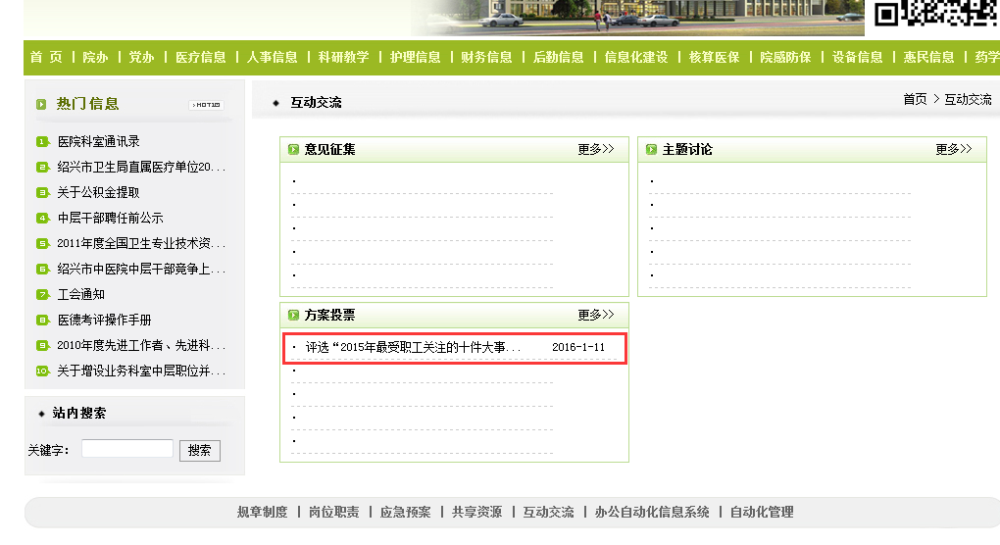 首 页 | 院办 | 党办 | 医疗信息 | 人事信息 | 科研教学 | 护理信息 | 财务信息 | 后勤信息 | 信息化建设 | 核算医保 | 院感防保 | 设备信息 | 惠民信息 | 药学
热门信息
HOTIN
1 医院科室通讯录
2 绍兴市卫生局直属医疗单位20...
3 关于公积金提取
4 中层干部聘任前公示
5 2011年度全国卫生专业技术资...
6 绍兴市中医院中层干部竞争上...
7 工会通知
8 医德考评操作手册
9 2010年度先进工作者、先进科...
10 关于增设业务科室中层职位并...
站内搜索
关键字: 搜索
互动交流
首页 > 互动交流
意见征集 更多>>
主题讨论 更多>>
方案投票 更多>>
· 评选“2015年最受职工关注的十件大事... 2016-1-11
规章制度 | 岗位职责 | 应急预案 | 共享资源 | 互动交流 | 办公自动化信息系统 | 自动化管理